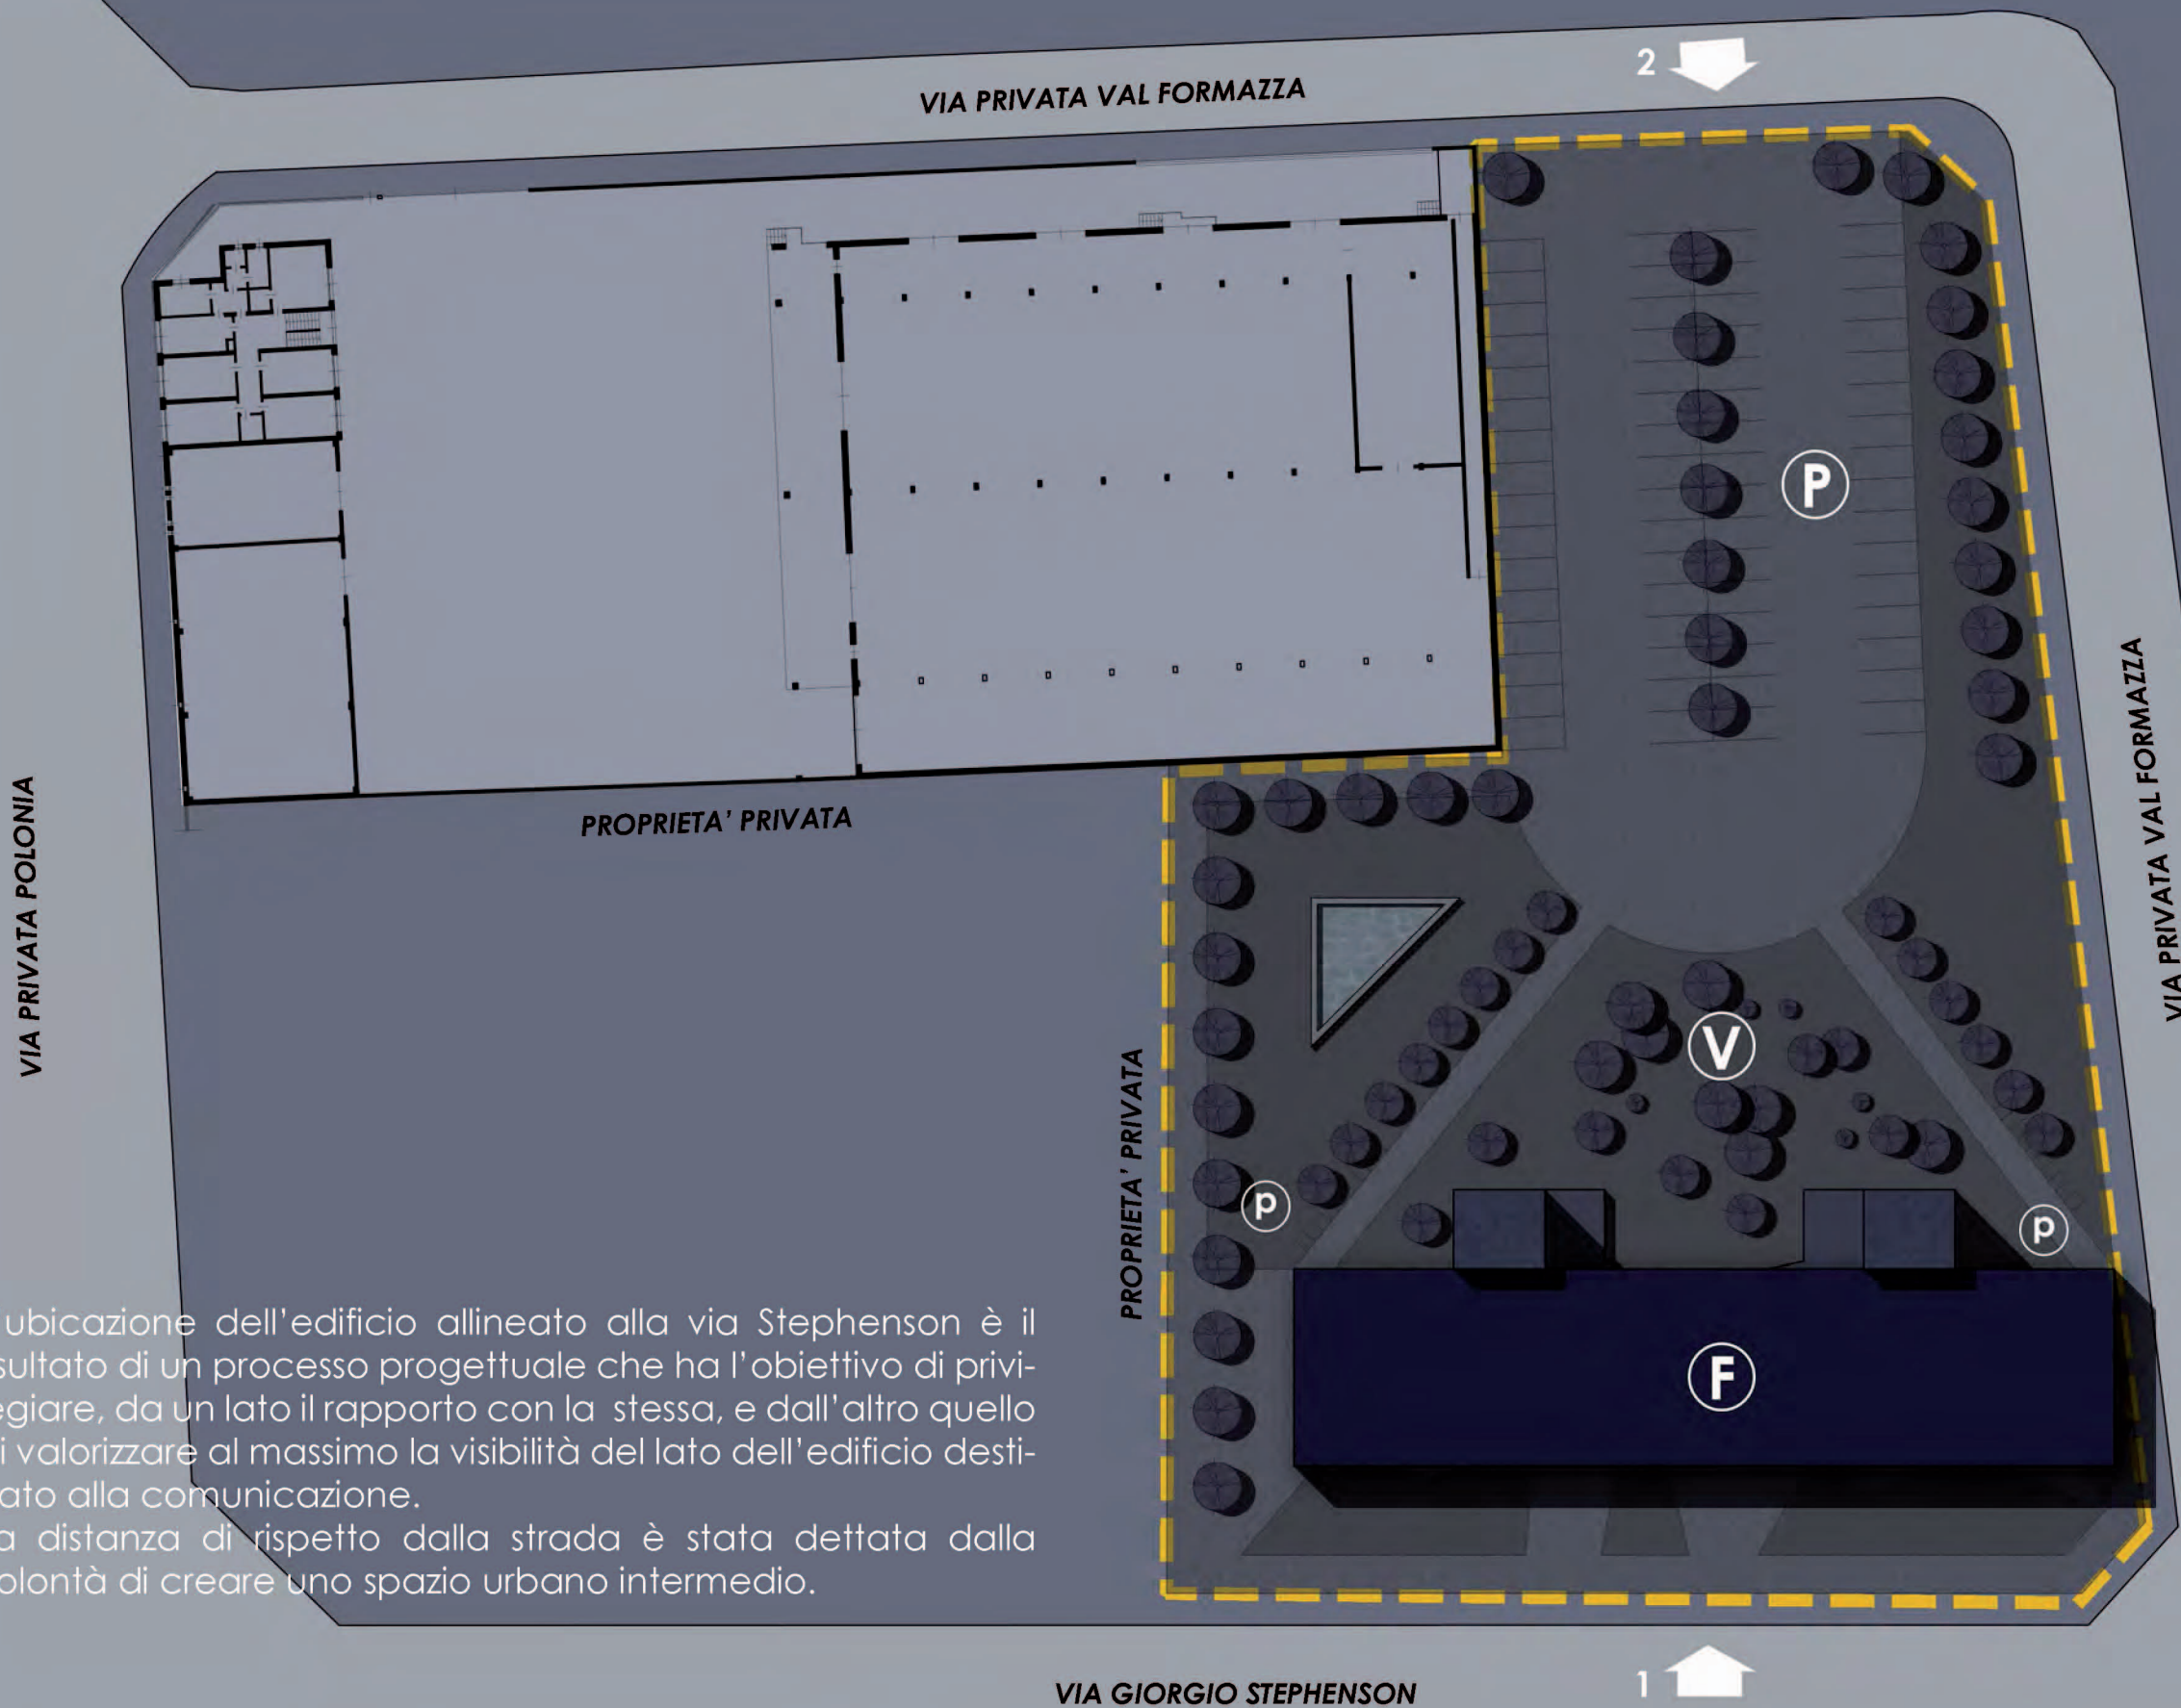 2
VIA PRIVATA VAL FORMAZZA
P
VIA PRIVATA VAL FORMAZZA
VIA PRIVATA POLONIA
PROPRIETA' PRIVATA
V
PROPRIETA' PRIVATA
p
p
F
ubicazione dell'edificio allineato alla via Stephenson è il
sultato di un processo progettuale che ha l'obiettivo di privi-
egiare, da un lato il rapporto con la stessa, e dall'altro quello
i valorizzare al massimo la visibilità del lato dell'edificio desti-
ato alla comunicazione.
a distanza di rispetto dalla strada è stata dettata dalla
olontà di creare uno spazio urbano intermedio.
VIA GIORGIO STEPHENSON
1